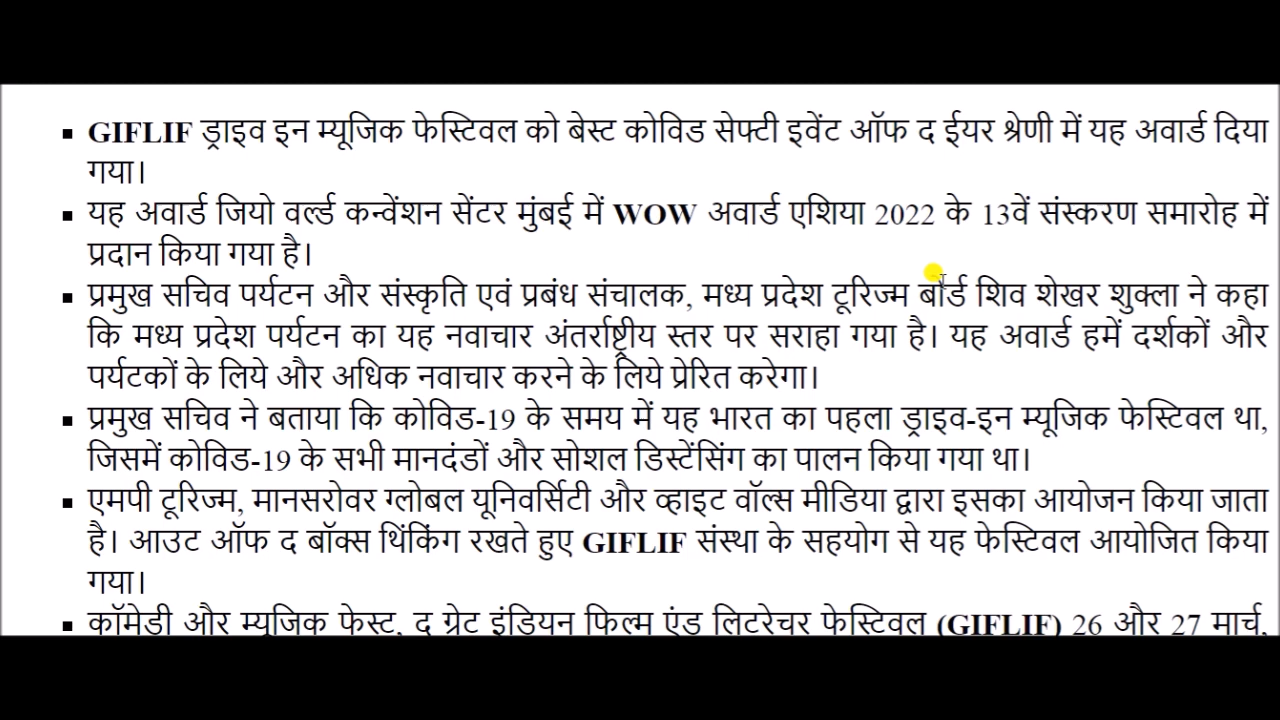 ▪ GIFLIF ड्राइव इन म्यूजिक फेस्टिवल को बेस्ट कोविड सेफ्टी इवेंट ऑफ द ईयर श्रेणी में यह अवार्ड दिया
गया।
▪ यह अवार्ड जियो वर्ल्ड कन्वेंशन सेंटर मुंबई में WOW अवार्ड एशिया 2022 के 13वें संस्करण समारोह में
प्रदान किया गया है।
▪ प्रमुख सचिव पर्यटन और संस्कृति एवं प्रबंध संचालक, मध्य प्रदेश टूरिज्म बोर्ड शिव शेखर शुक्ला ने कहा
कि मध्य प्रदेश पर्यटन का यह नवाचार अंतर्राष्ट्रीय स्तर पर सराहा गया है। यह अवार्ड हमें दर्शकों और
पर्यटकों के लिये और अधिक नवाचार करने के लिये प्रेरित करेगा।
▪ प्रमुख सचिव ने बताया कि कोविड-19 के समय में यह भारत का पहला ड्राइव-इन म्यूजिक फेस्टिवल था,
जिसमें कोविड-19 के सभी मानदंडों और सोशल डिस्टेंसिंग का पालन किया गया था।
▪ एमपी टूरिज्म, मानसरोवर ग्लोबल यूनिवर्सिटी और व्हाइट वॉल्स मीडिया द्वारा इसका आयोजन किया जाता
है। आउट ऑफ द बॉक्स थिंकिंग रखते हुए GIFLIF संस्था के सहयोग से यह फेस्टिवल आयोजित किया
गया।
▪ कॉमेडी और म्यूजिक फेस्ट, द ग्रेट इंडियन फिल्म एंड लिटरेचर फेस्टिवल (GIFLIF) 26 और 27 मार्च,